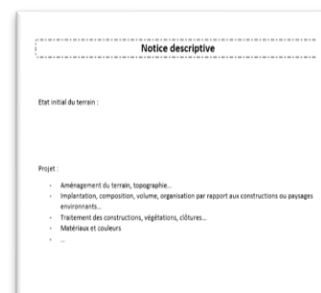 Notice descriptive
Etat initial du terrain :
Projet :
- Aménagement du terrain, topographie…
- Implantation, composition, volume, organisation par rapport aux constructions ou paysages
environnants…
- Traitement des constructions, végétations, clôtures…
- Matériaux et couleurs
- …